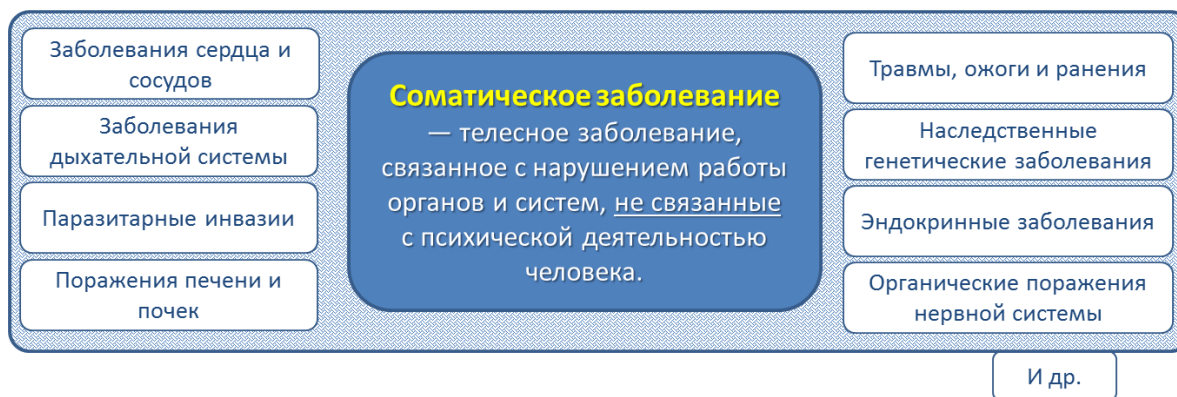 Заболевания сердца и
сосудов
Заболевания
дыхательной системы
Паразитарные инвазии
Поражения печени и
почек
Соматическое заболевание
— телесное заболевание,
связанное с нарушением работы
органов и систем, не связанные
с психической деятельностью
человека.
Травмы, ожоги и ранения
Наследственные
генетические заболевания
Эндокринные заболевания
Органические поражения
нервной системы
И др.